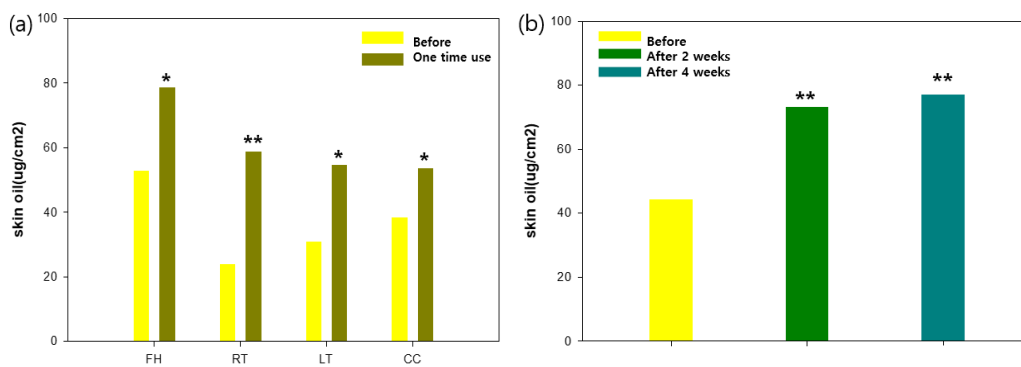 (a)
skin oil(ug/cm2)
100
80
60
40
20
0
Before
One time use
*
**
*
*
FH RT LT CC
(b)
skin oil(ug/cm2)
100
80
60
40
20
0
Before
After 2 weeks
After 4 weeks
**
**